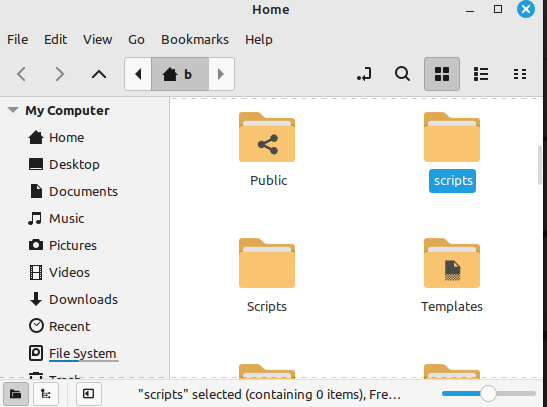 Home
File Edit View Go Bookmarks Help
b
My Computer
Home
Desktop
Documents
Music
Pictures
Videos
Downloads
Recent
File System
Public
scripts
Scripts
Templates
"scripts" selected (containing 0 items), Fre...